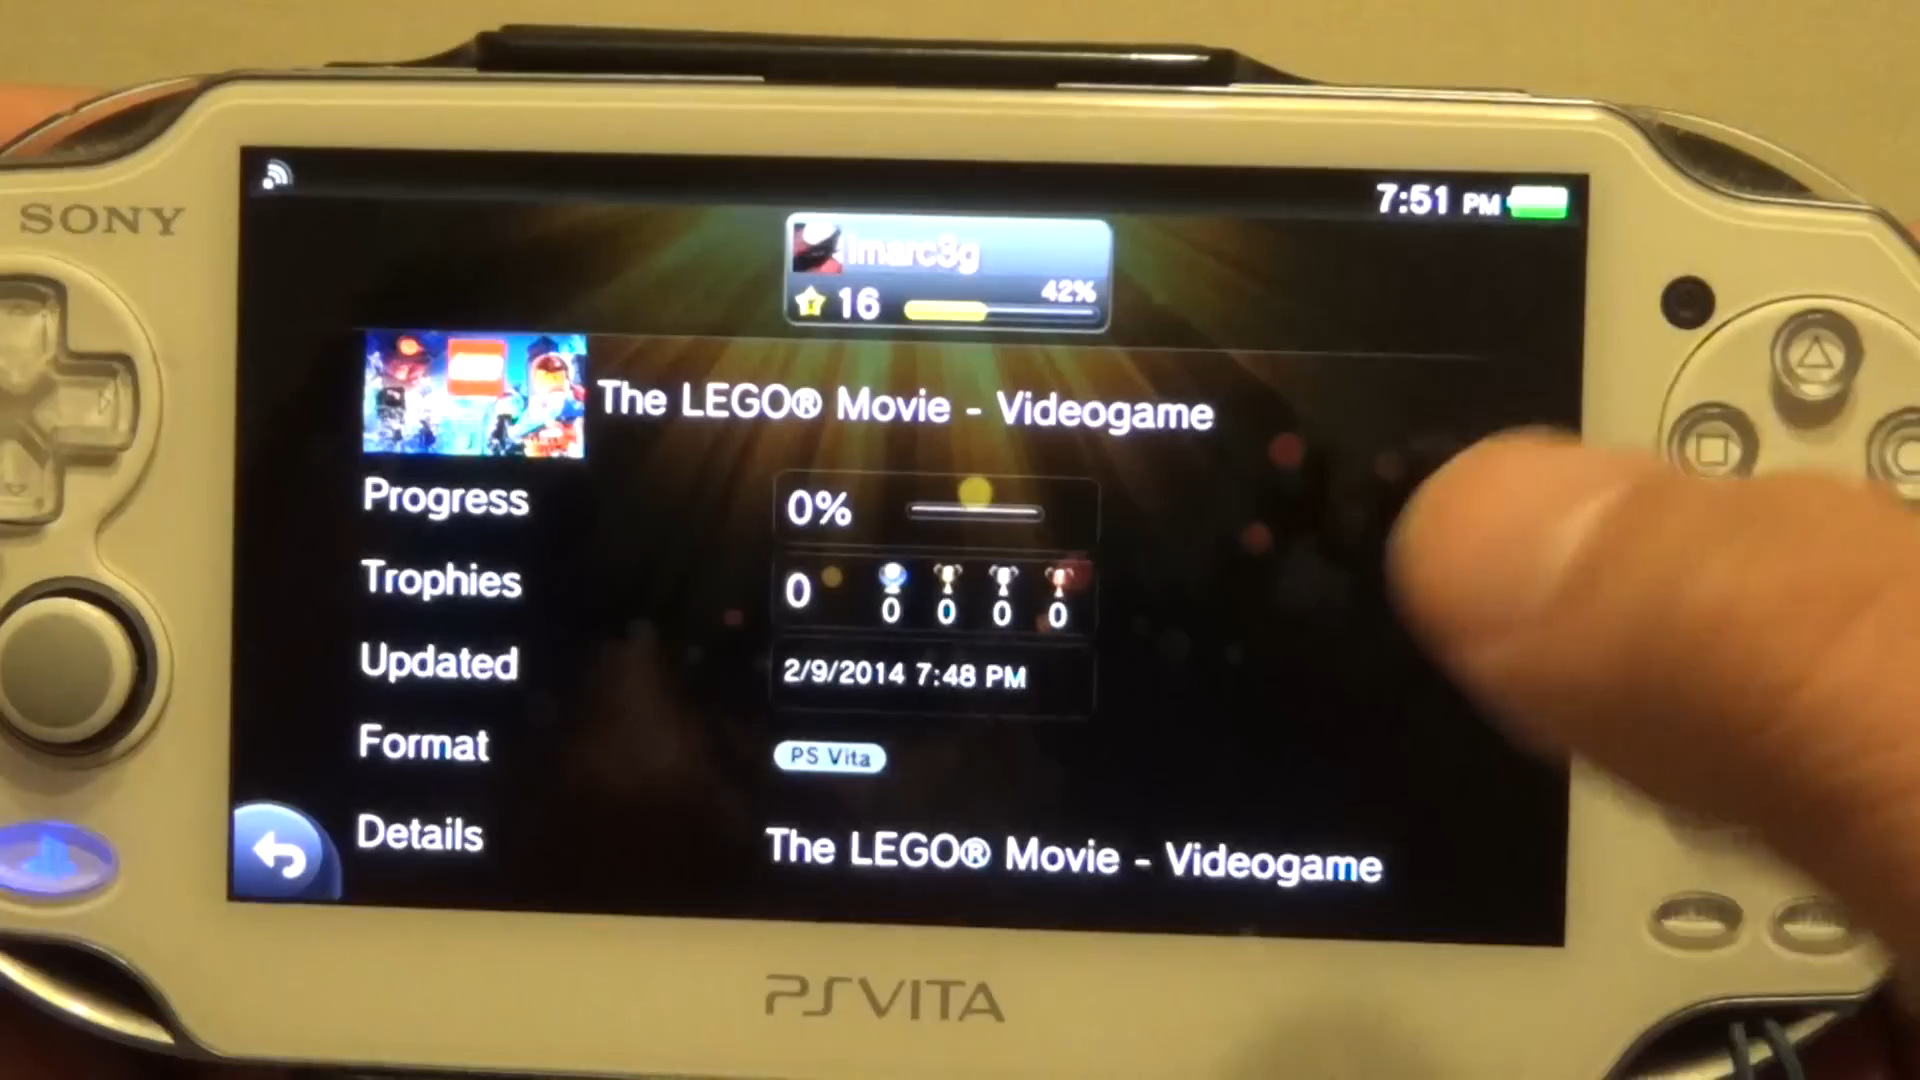 SONY
7:51 PM
imarc3g
16
42%
The LEGO® Movie - Videogame
Progress
0%
Trophies
0
0 0 0 0
Updated
2/9/2014 7:48 PM
Format
PS Vita
Details
The LEGO® Movie - Videogame
PSVITA